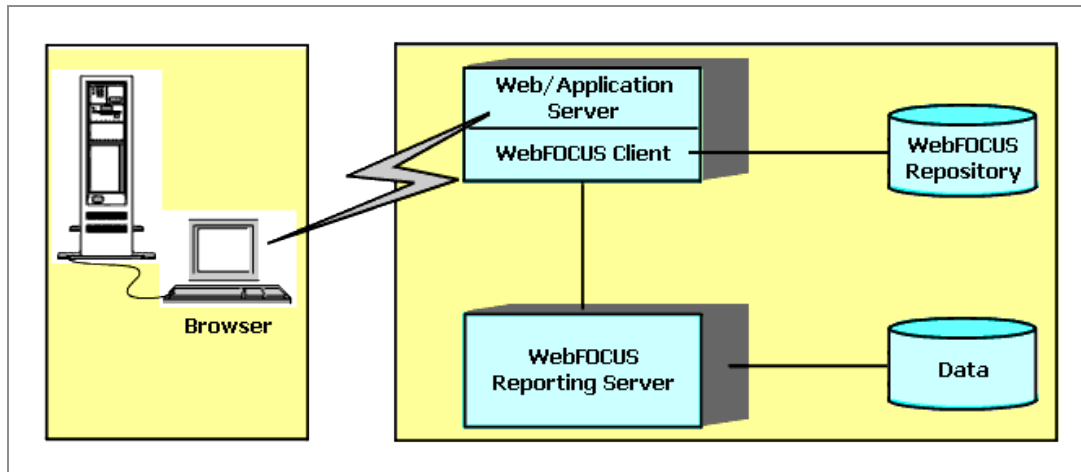 Web/Application
Server
WebFOCUS Client
WebFOCUS
Repository
Browser
WebFOCUS
Reporting Server
Data